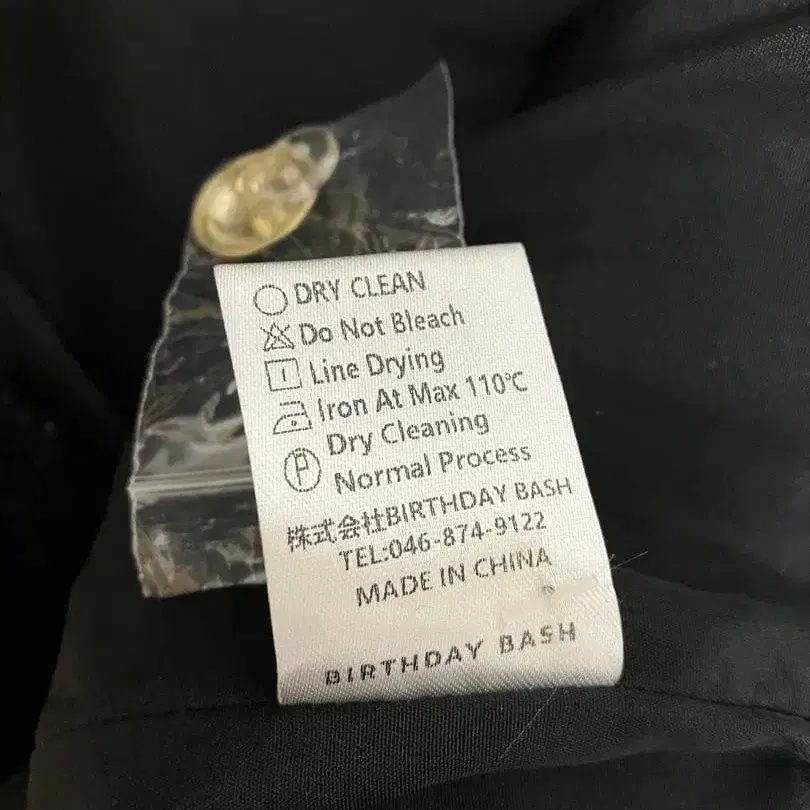 DRY CLEAN
Do Not Bleach
Line Drying
Iron At Max 110℃
Dry Cleaning
P Normal Process
株式会社BIRTHDAY BASH
TEL:046-874-9122
MADE IN CHINA
BIRTHDAY BASH